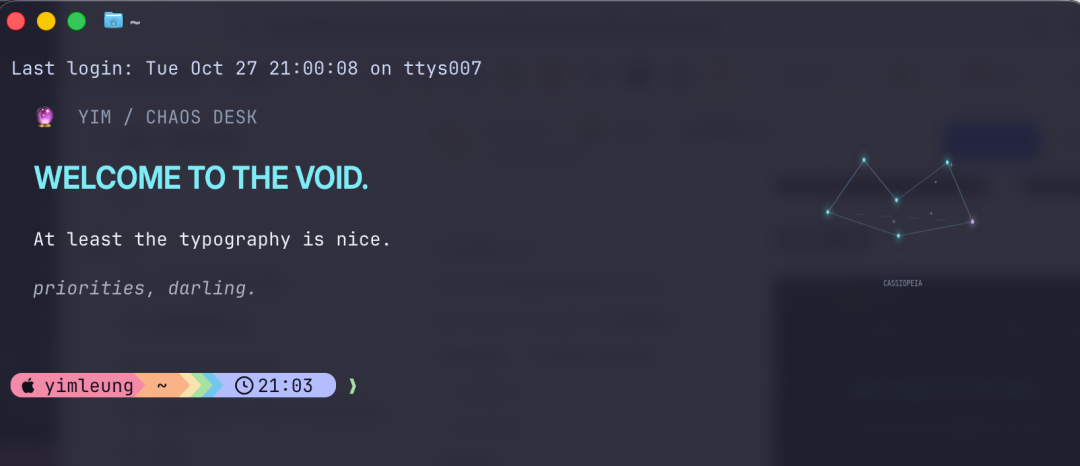 ~
Last login: Tue Oct 27 21:00:08 on ttys007
YIM / CHAOS DESK
WELCOME TO THE VOID.
At least the typography is nice.
priorities, darling.
CASSIOPEIA
yimleung ~ 21:03 ❯